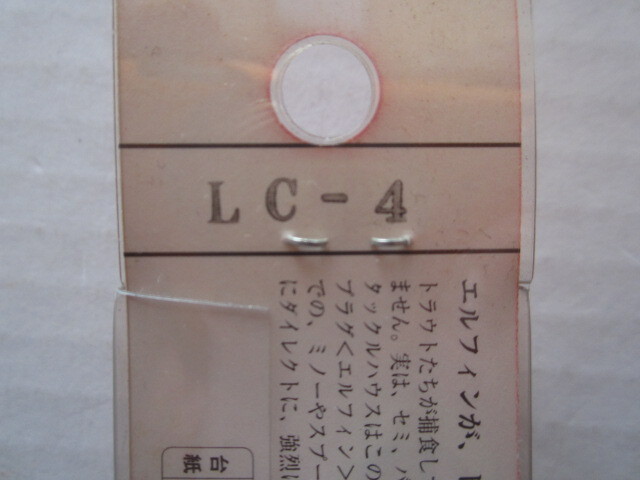 LC-4
エルフィンが、
トラウトたちが捕食し
ません。実は、セミ、バ
タックルハウスはこの
プラグ<エルフィン>
での、ミノーやスプー
にダイレクトに、強烈に
台紙